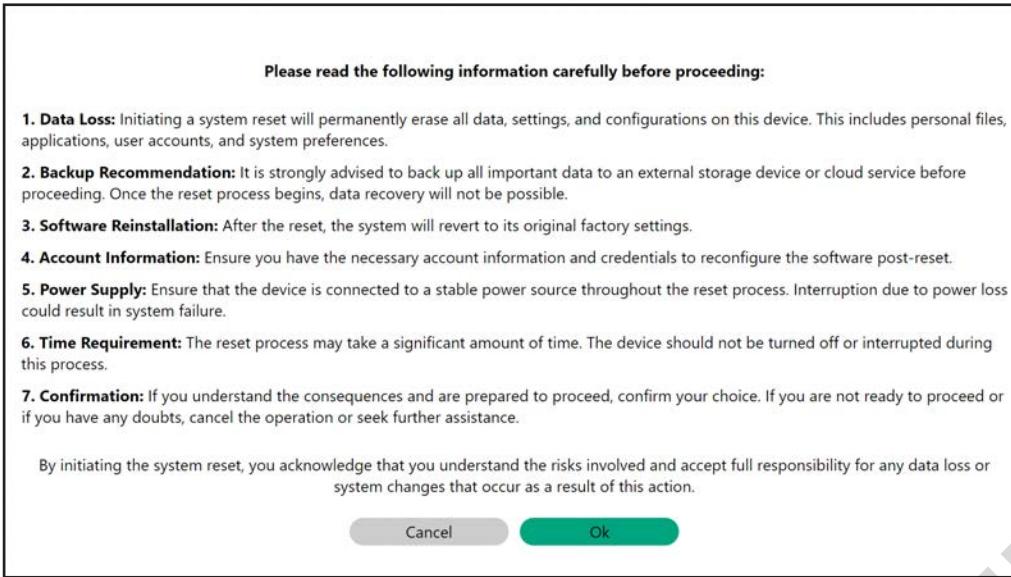 Please read the following information carefully before proceeding:
1. Data Loss: Initiating a system reset will permanently erase all data, settings, and configurations on this device. This includes personal files,
applications, user accounts, and system preferences.
2. Backup Recommendation: It is strongly advised to back up all important data to an external storage device or cloud service before
proceeding. Once the reset process begins, data recovery will not be possible.
3. Software Reinstallation: After the reset, the system will revert to its original factory settings.
4. Account Information: Ensure you have the necessary account information and credentials to reconfigure the software post-reset.
5. Power Supply: Ensure that the device is connected to a stable power source throughout the reset process. Interruption due to power loss
could result in system failure.
6. Time Requirement: The reset process may take a significant amount of time. The device should not be turned off or interrupted during
this process.
7. Confirmation: If you understand the consequences and are prepared to proceed, confirm your choice. If you are not ready to proceed or
if you have any doubts, cancel the operation or seek further assistance.
By initiating the system reset, you acknowledge that you understand the risks involved and accept full responsibility for any data loss or
system changes that occur as a result of this action.
Cancel Ok